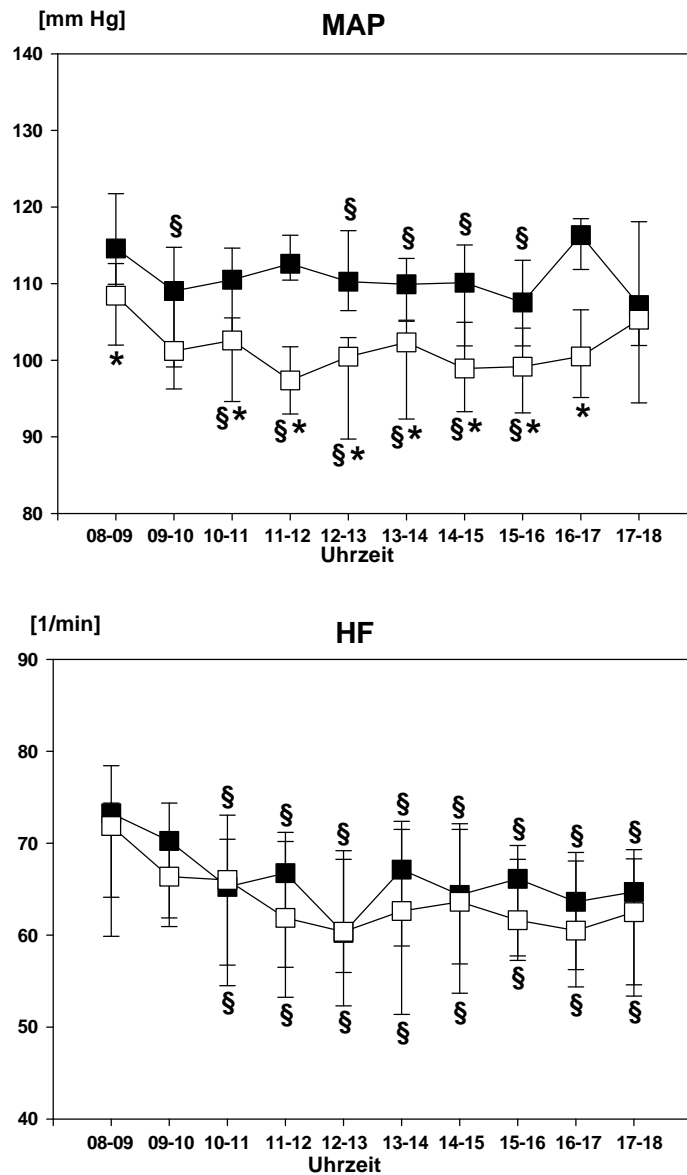 [mm Hg]
MAP
140
130
120
110
100
90
80
§ § § § §
* §* §* §* §* §* §* *
08-09 09-10 10-11 11-12 12-13 13-14 14-15 15-16 16-17 17-18
Uhrzeit
[1/min]
HF
90
80
70
60
50
40
§ § § § § § § §
§ § § § § § § §
08-09 09-10 10-11 11-12 12-13 13-14 14-15 15-16 16-17 17-18
Uhrzeit